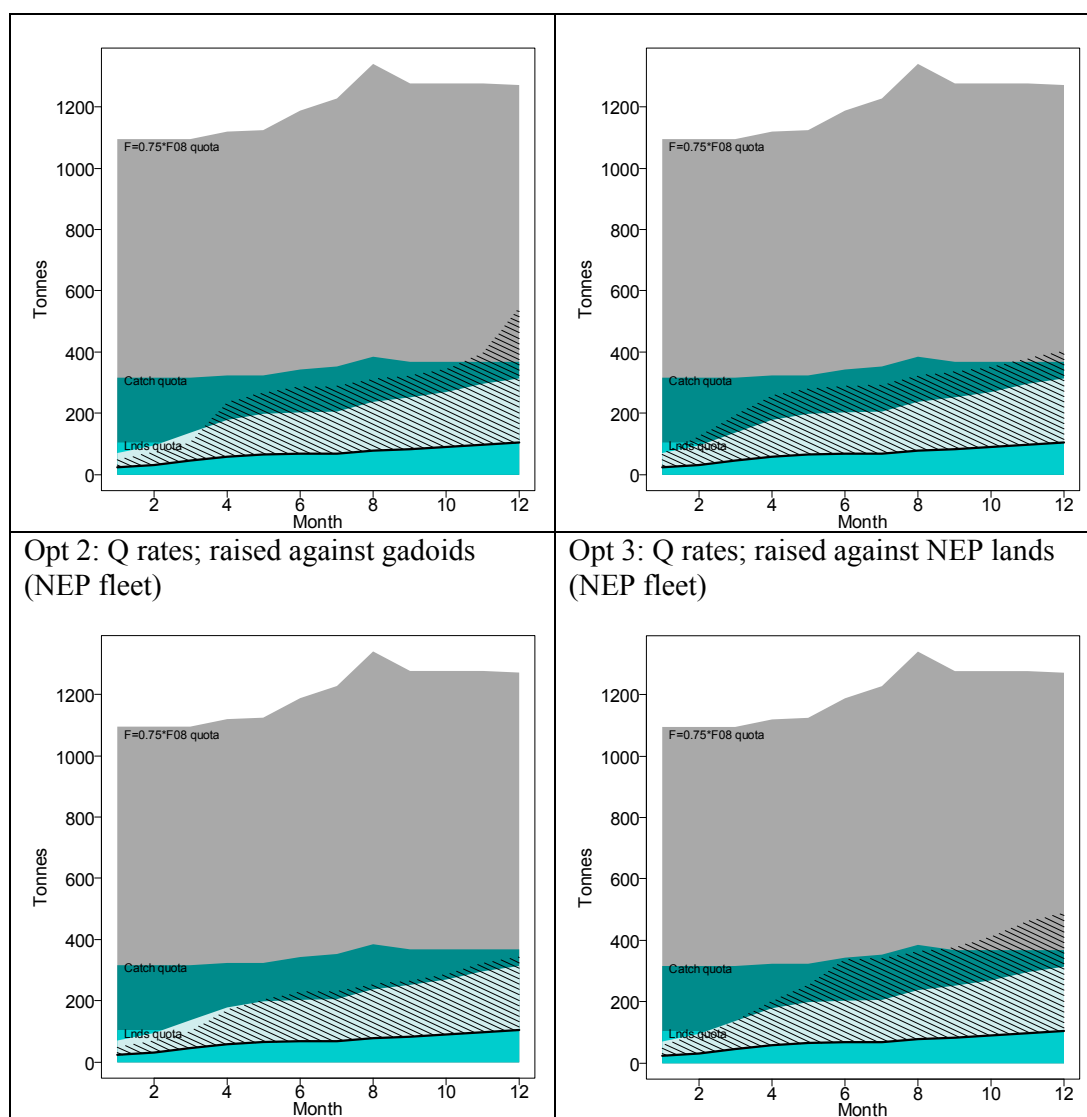 1200
1000
800
600
400
200
0
Tonnes
F=0.75*F08 quota
Catch quota
Lnds quota
2 4 6 8 10 12
Month
1200
1000
800
600
400
200
0
Tonnes
F=0.75*F08 quota
Catch quota
Lnds quota
2 4 6 8 10 12
Month
Opt 2: Q rates; raised against gadoids
(NEP fleet)
Opt 3: Q rates; raised against NEP lands
(NEP fleet)
1200
1000
800
600
400
200
0
Tonnes
F=0.75*F08 quota
Catch quota
Lnds quota
2 4 6 8 10 12
Month
1200
1000
800
600
400
200
0
Tonnes
F=0.75*F08 quota
Catch quota
Lnds quota
2 4 6 8 10 12
Month